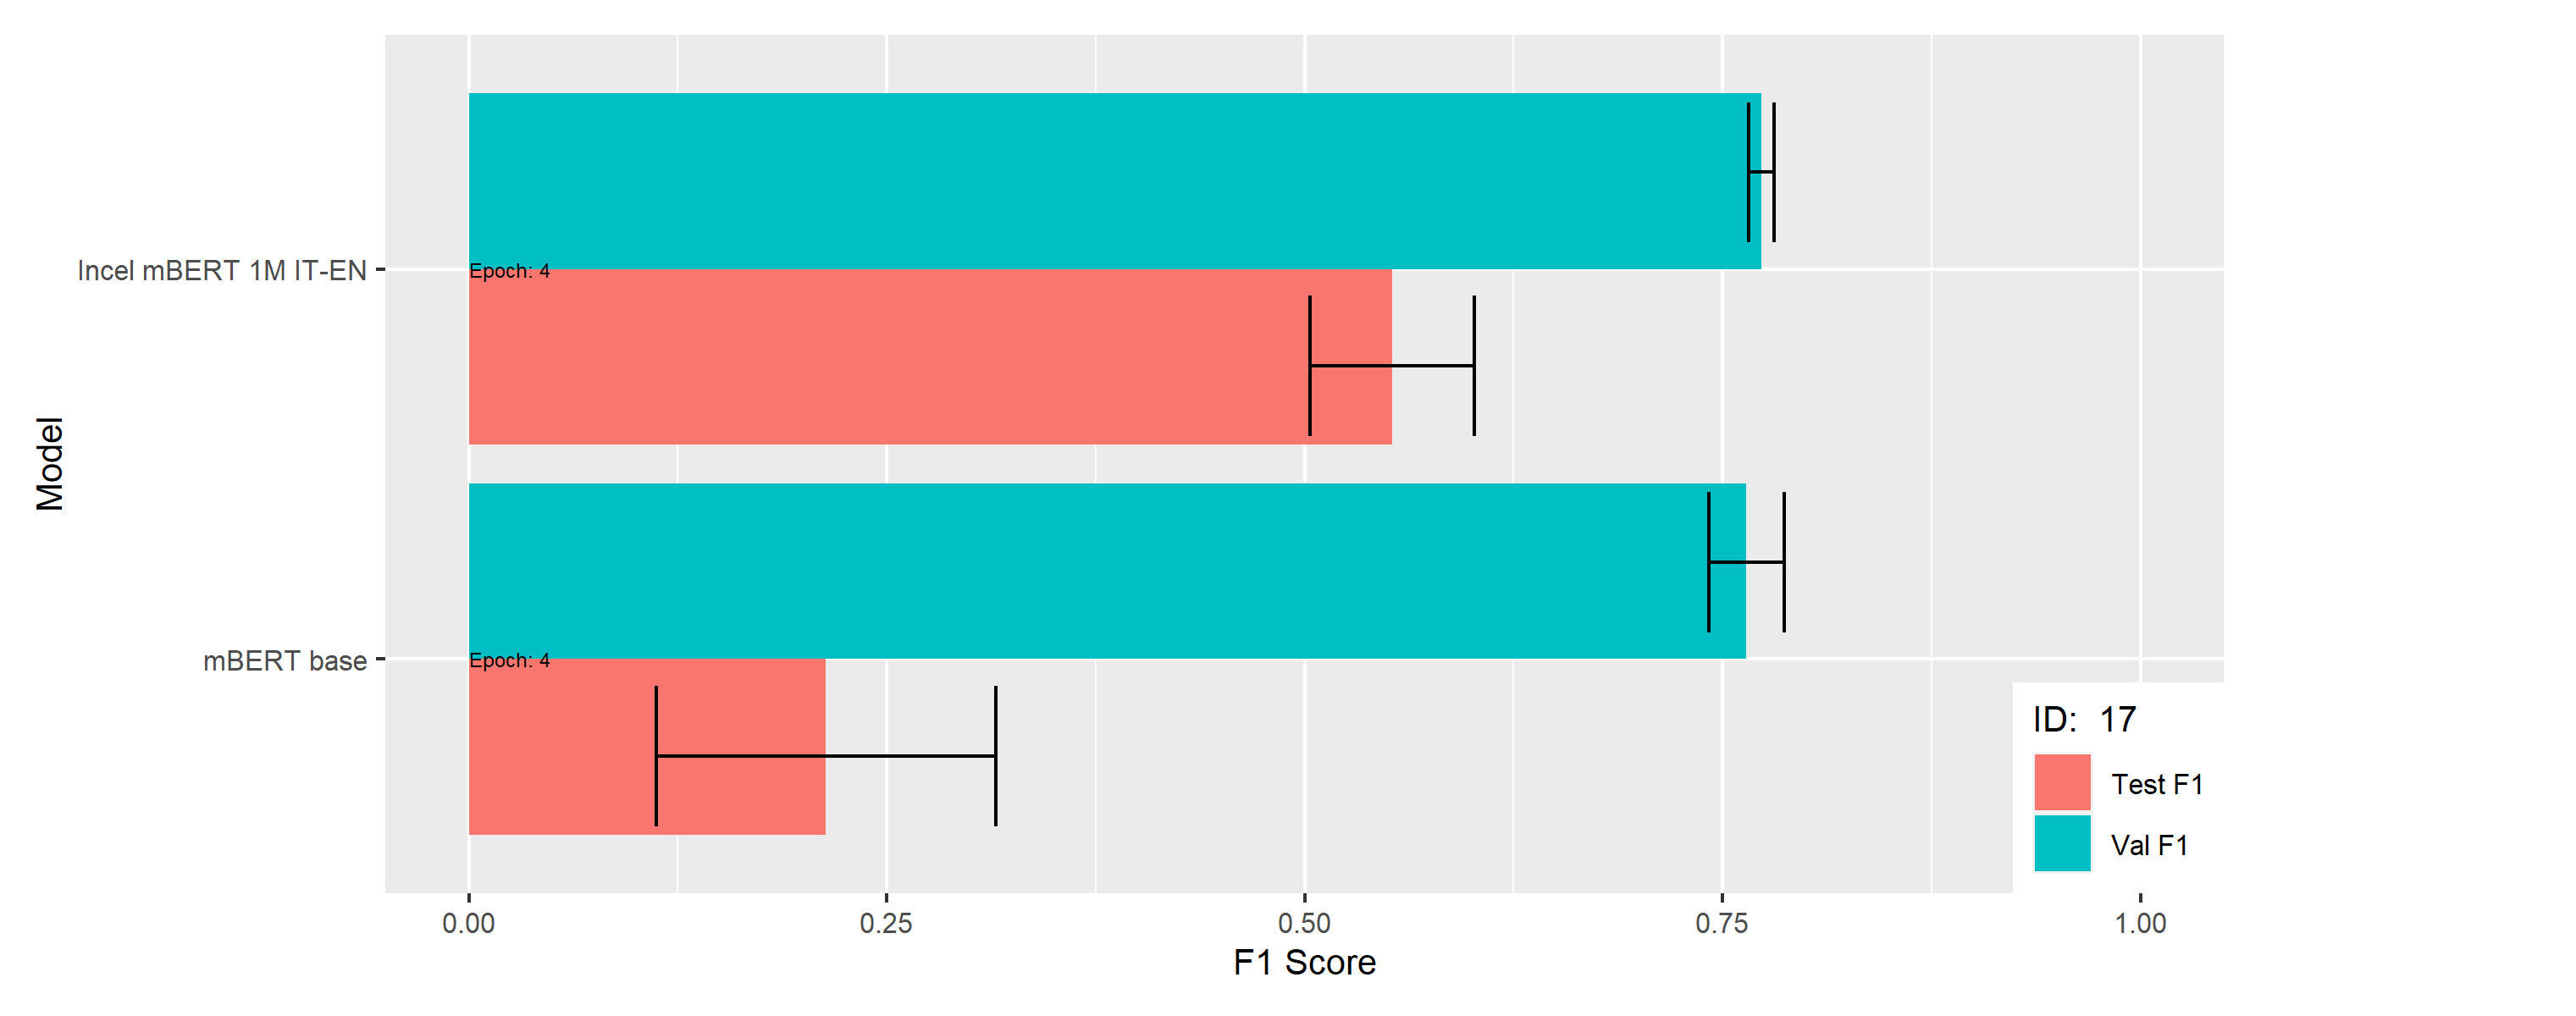 Incel mBERT 1M IT-EN
Epoch: 4
Model
mBERT base
Epoch: 4
ID: 17
Test F1
Val F1
0.00 0.25 0.50 0.75 1.00
F1 Score